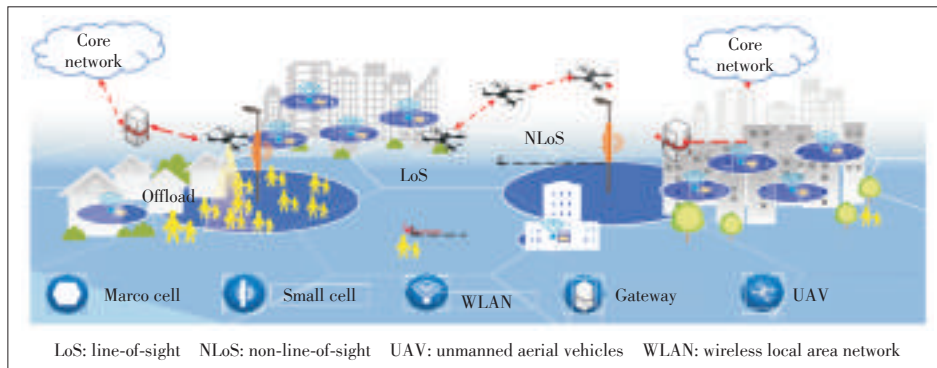 Core
network
Core
network
NLoS
LoS
Offload
Marco cell
Small cell
WLAN
Gateway
UAV
LoS: line-of-sight NLoS: non-line-of-sight UAV: unmanned aerial vehicles WLAN: wireless local area network